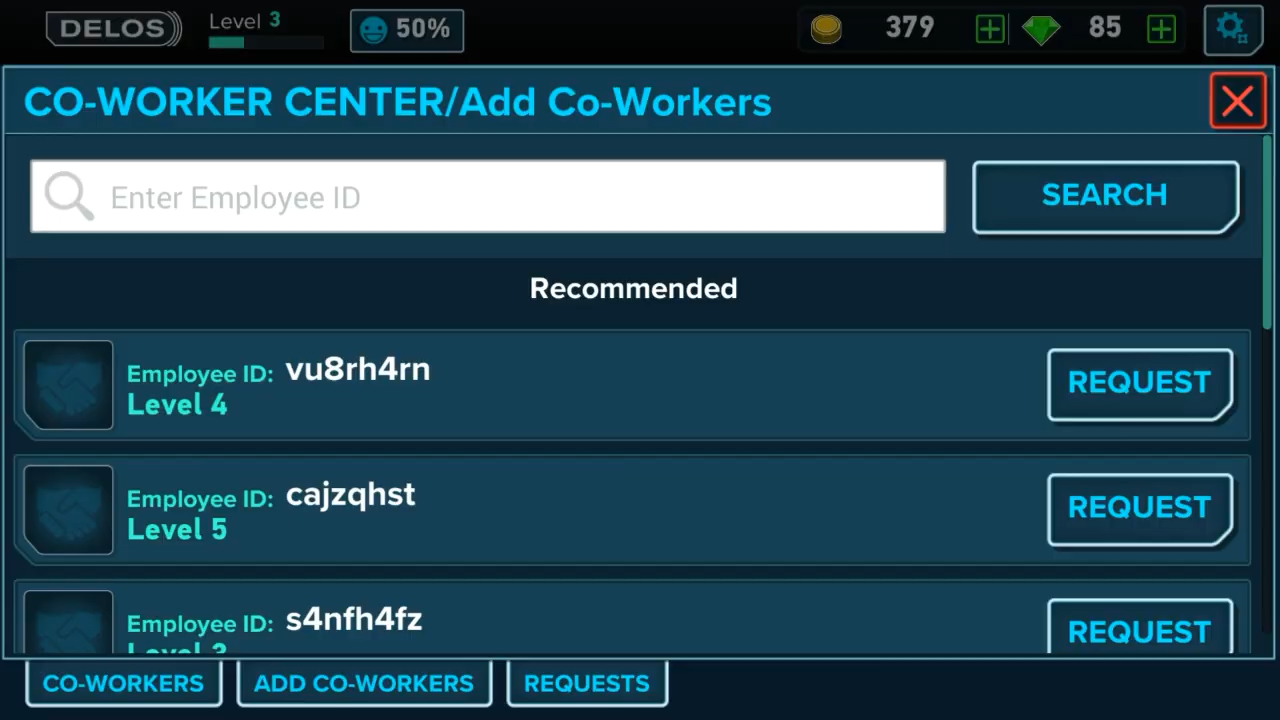 DELOS Level 3 50% 379 85
CO-WORKER CENTER/Add Co-Workers
Enter Employee ID SEARCH
Recommended
Employee ID: vu8rh4rn REQUEST
Level 4
Employee ID: cajzqhst REQUEST
Level 5
Employee ID: s4nfh4fz REQUEST
Level 3
CO-WORKERS ADD CO-WORKERS REQUESTS